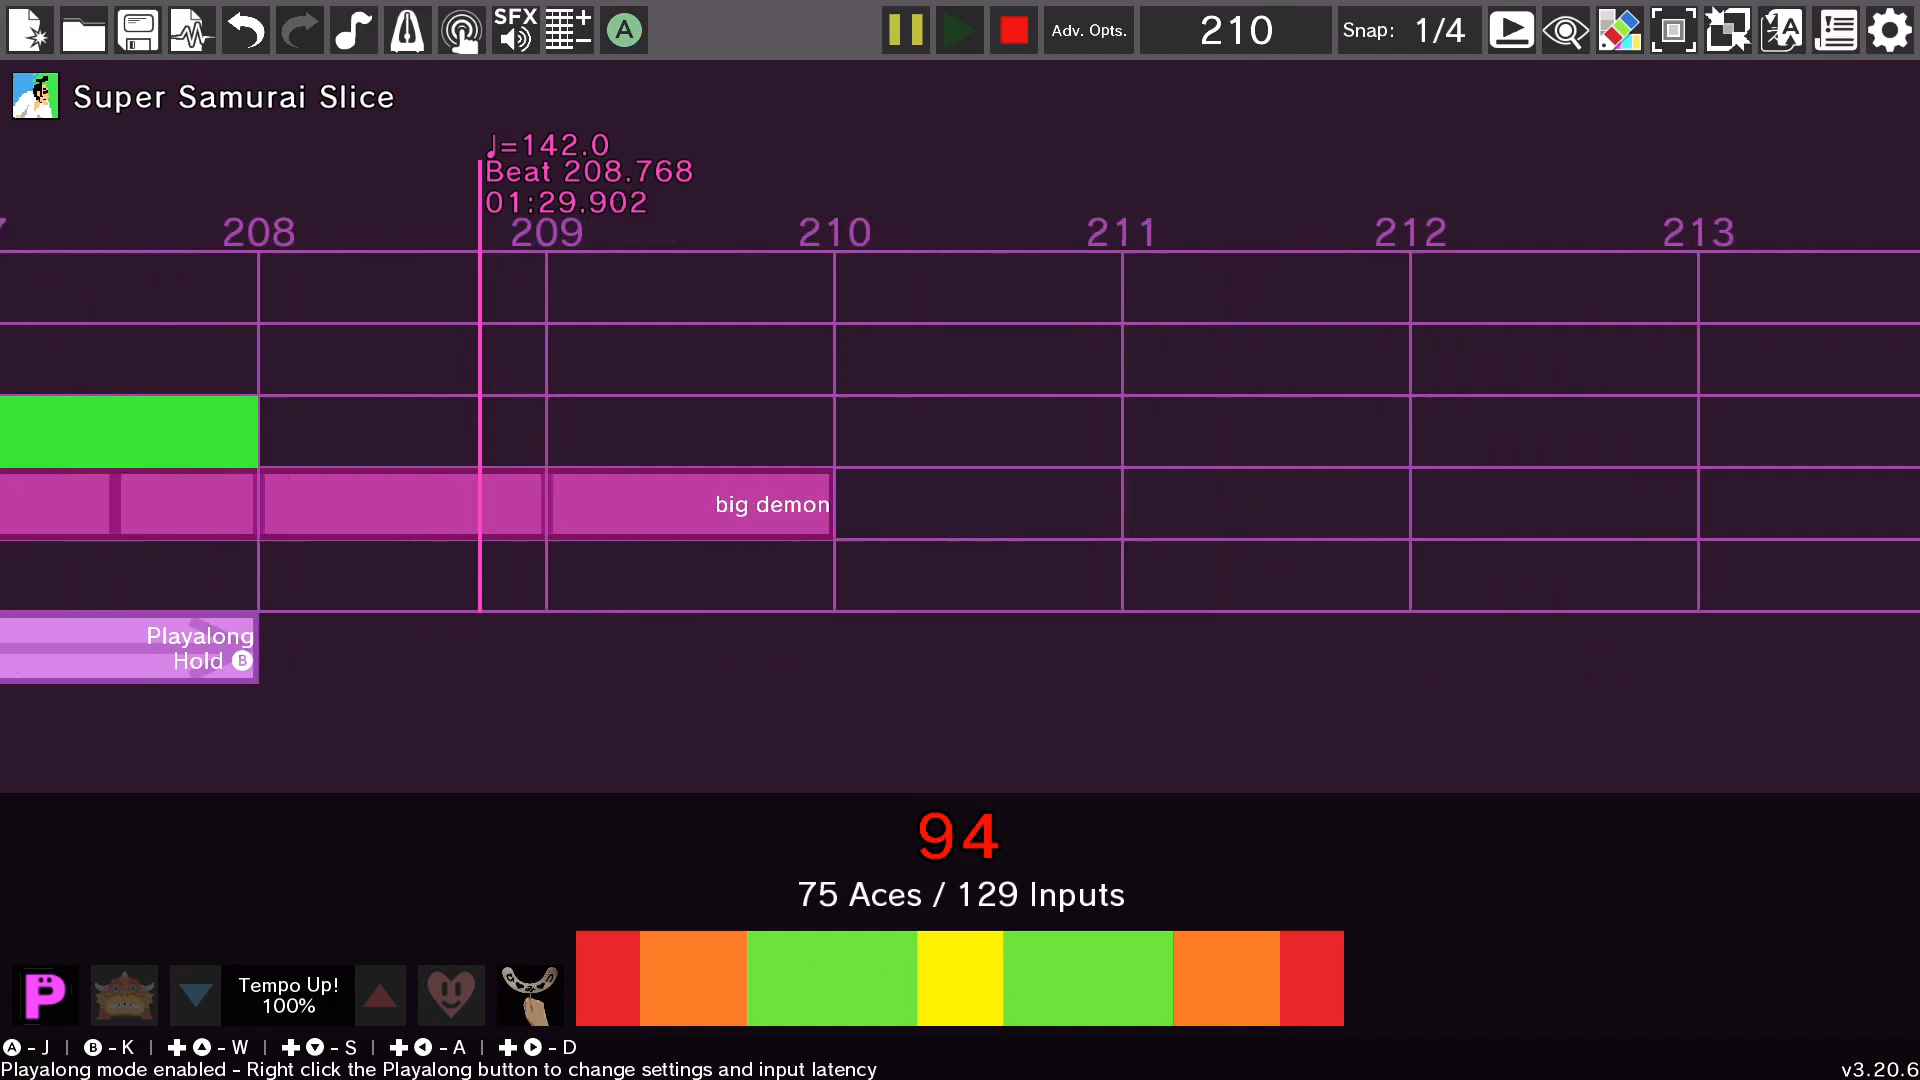 SFX
A
Adv. Opts.
210
Snap: 1/4
A
Super Samurai Slice
♩=142.0
Beat 208.768
01:29.902
208 209 210 211 212 213
big demon
Playalong
Hold B
94
75 Aces / 129 Inputs
P
Tempo Up!
100%
A - J | B - K | - W | - S | - A | - D
Playalong mode enabled - Right click the Playalong button to change settings and input latency
v3.20.6